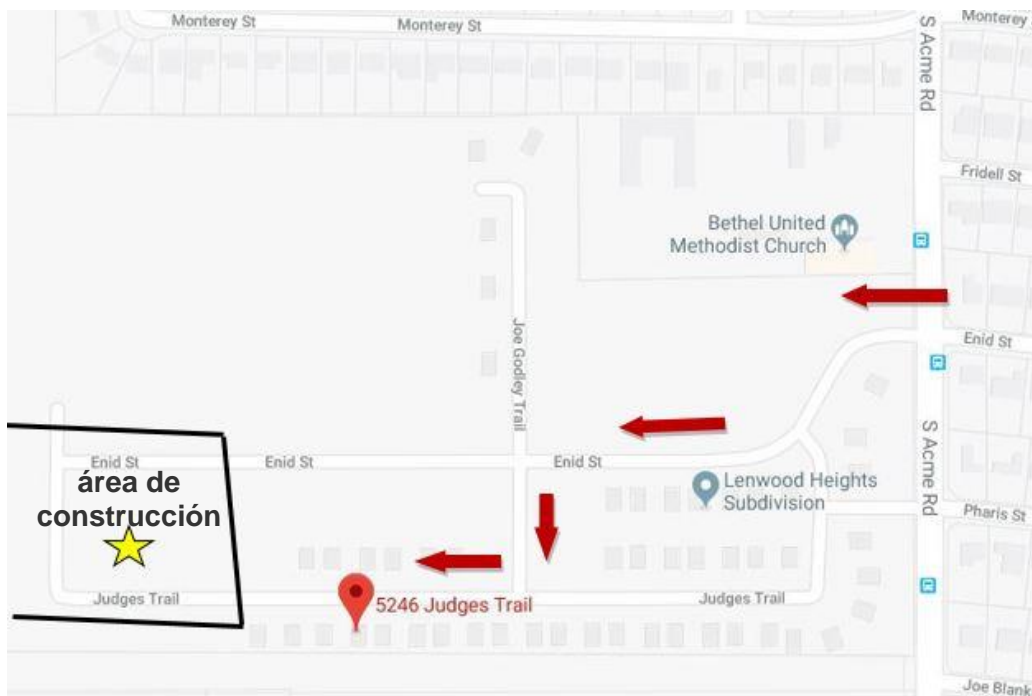 Monterey St
Monterey St
Monterey
S Acme Rd
Fridell St
Bethel United
Methodist Church
Joe Godley Trail
Enid St
Enid St
Enid St
Enid St
área de
construcción
Lenwood Heights
Subdivision
S Acme Rd
Pharis St
Judges Trail
5246 Judges Trail
Judges Trail
Joe Blank